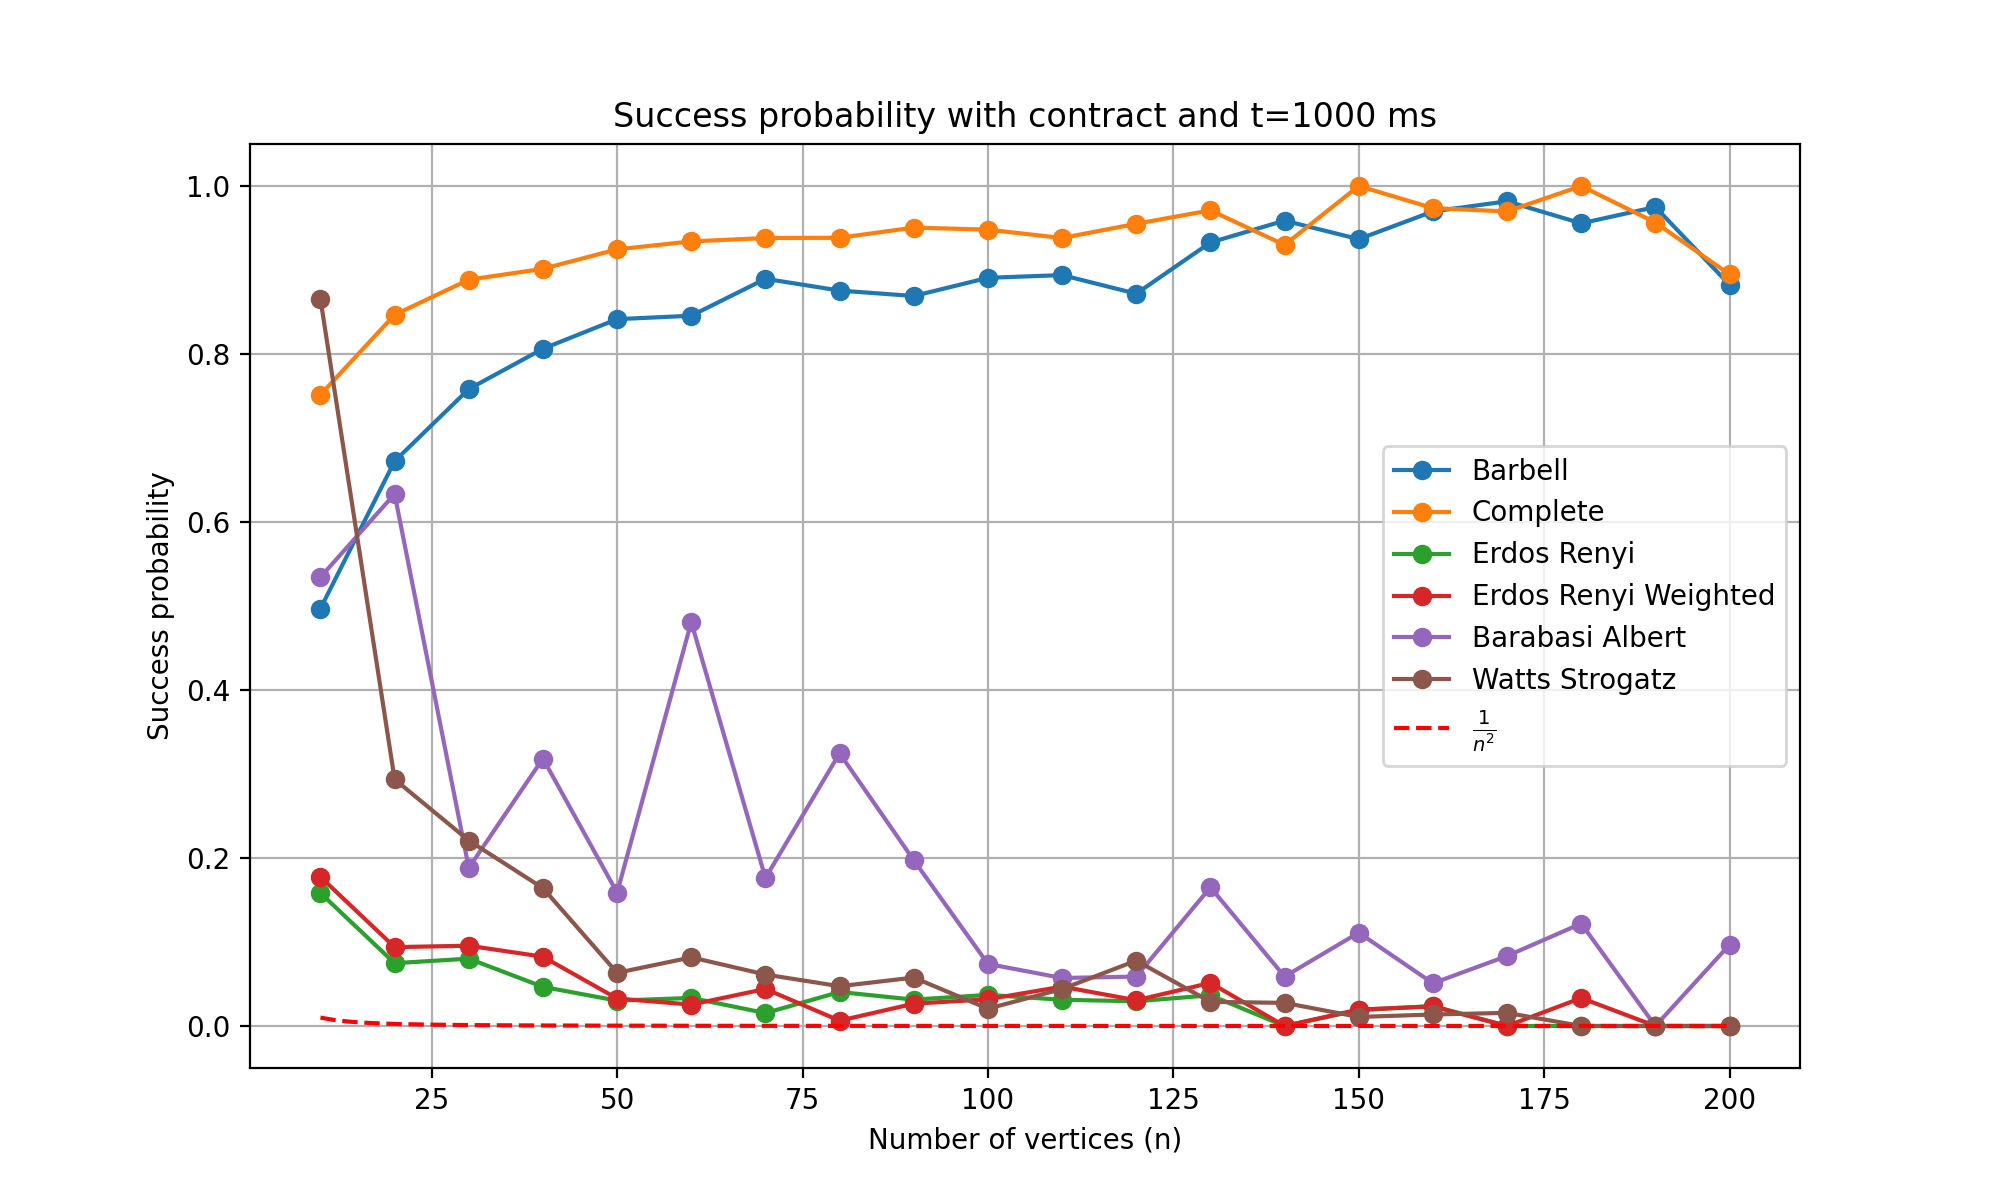 Success probability with contract and t=1000 ms
Success probability
1.0
0.8
0.6
0.4
0.2
0.0
Barbell
Complete
Erdos Renyi
Erdos Renyi Weighted
Barabasi Albert
Watts Strogatz
1/n²
25 50 75 100 125 150 175 200
Number of vertices (n)